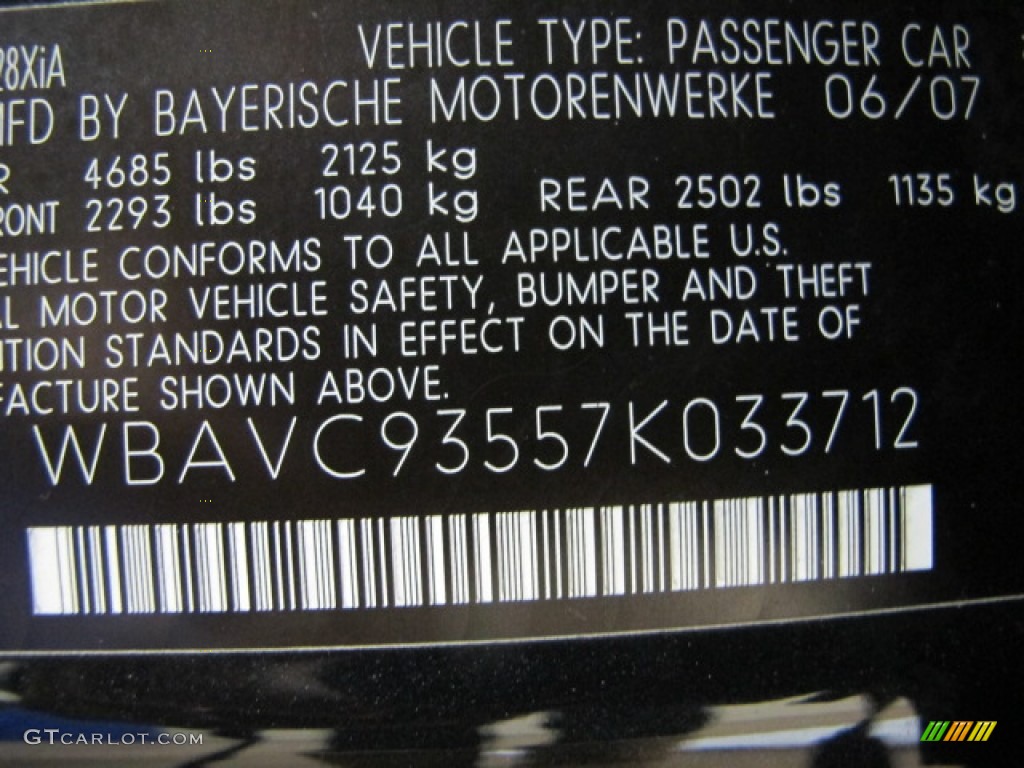 28XiA
VEHICLE TYPE: PASSENGER CAR
MFD BY BAYERISCHE MOTORENWERKE 06/07
R 4685 lbs 2125 kg
RONT 2293 lbs 1040 kg REAR 2502 lbs 1135 kg
EHICLE CONFORMS TO ALL APPLICABLE U.S.
L MOTOR VEHICLE SAFETY, BUMPER AND THEFT
NTION STANDARDS IN EFFECT ON THE DATE OF
FACTURE SHOWN ABOVE.
WBAVC93557K033712
GTCARLOT.COM